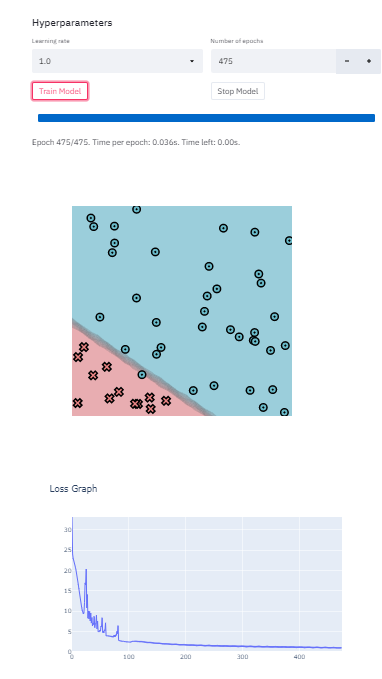 Hyperparameters
Learning rate
Number of epochs
1.0
475
-
+
Train Model
Stop Model
Epoch 475/475. Time per epoch: 0.036s. Time left: 0.00s.
Loss Graph
30
25
20
15
10
5
0
0 100 200 300 400